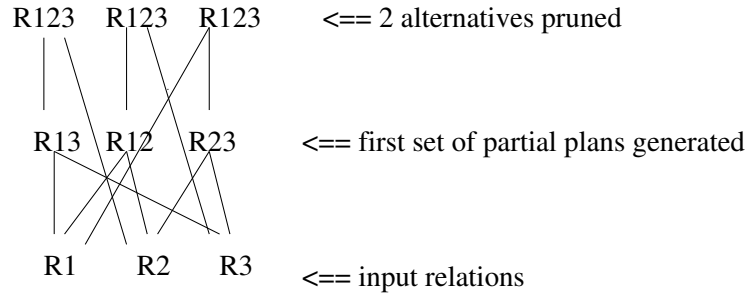 R123 R123 R123 <== 2 alternatives pruned
R13 R12 R23 <== first set of partial plans generated
R1 R2 R3 <== input relations